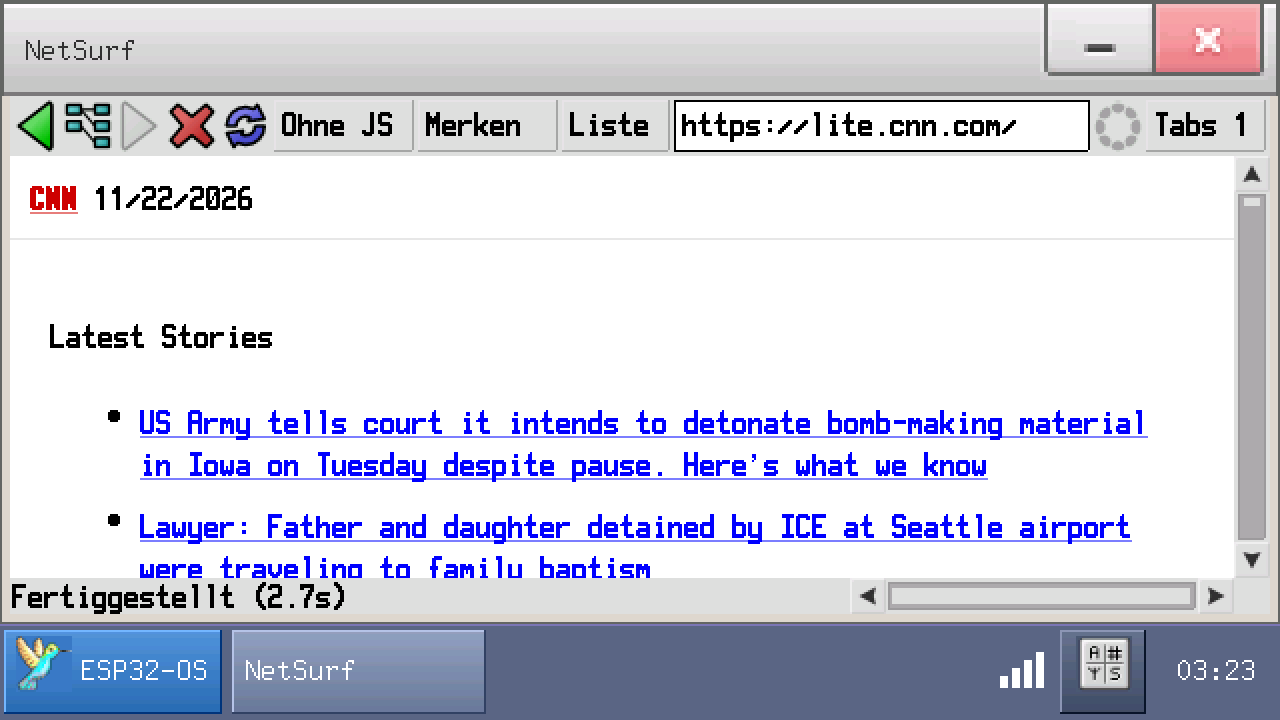 NetSurf
Ohne JS Merken Liste https://lite.cnn.com/ Tabs 1
CNN 11/22/2026
Latest Stories
US Army tells court it intends to detonate bomb-making material
in Iowa on Tuesday despite pause. Here's what we know
Lawyer: Father and daughter detained by ICE at Seattle airport
were traveling to family baptism
Fertiggestellt (2.7s)
ESP32-OS NetSurf A # Y S 03:23